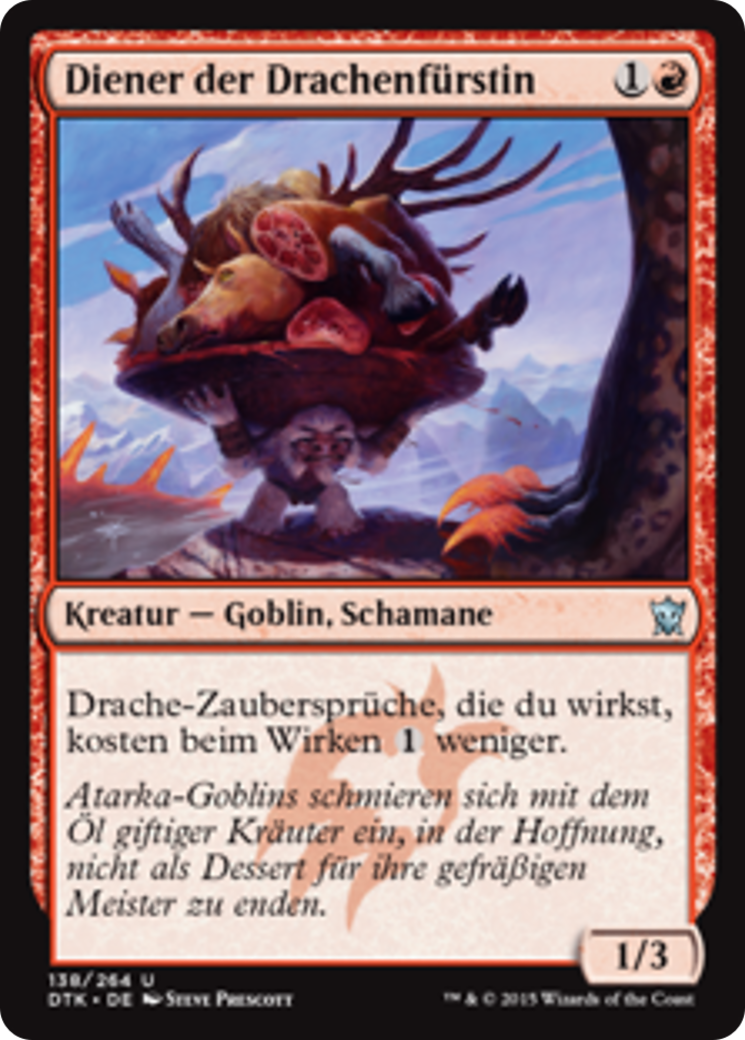 Diener der Drachenfürstin 1
Kreatur — Goblin, Schamane
Drache-Zaubersprüche, die du wirkst,
kosten beim Wirken 1 weniger.
Atarka-Goblins schmieren sich mit dem
Öl giftiger Kräuter ein, in der Hoffnung,
nicht als Dessert für ihre gefräßigen
Meister zu enden.
1/3
138/264 U
DTK • DE Steve Prescott
™ & © 2015 Wizards of the Coast